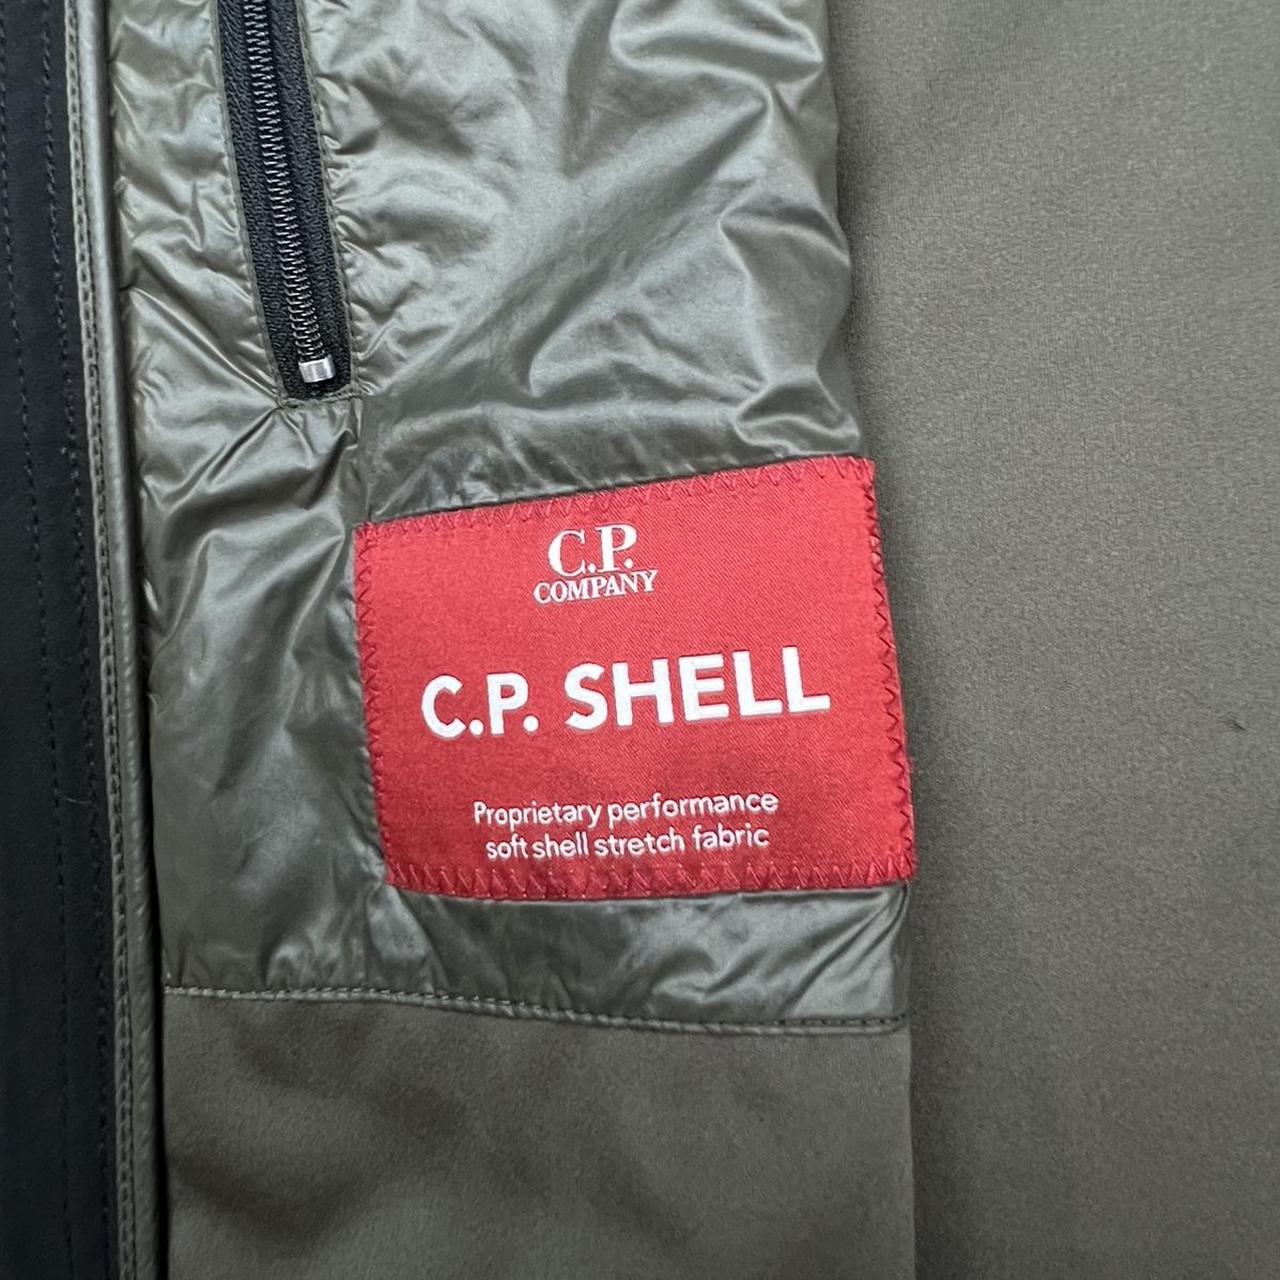 C.P.
COMPANY
C.P. SHELL
Proprietary performance
soft shell stretch fabric